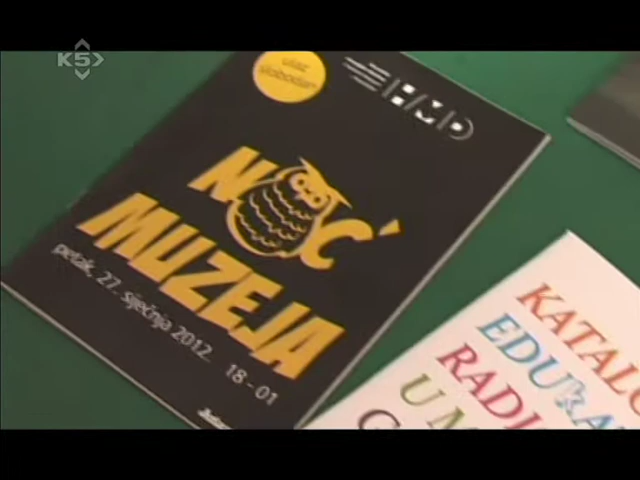 K5
ulaz
slobodan
HMD
NOĆ
MUZEJA
petak, 27. siječnja 2012. 18 - 01
KATALO
EDUKA
RADI
U M
G